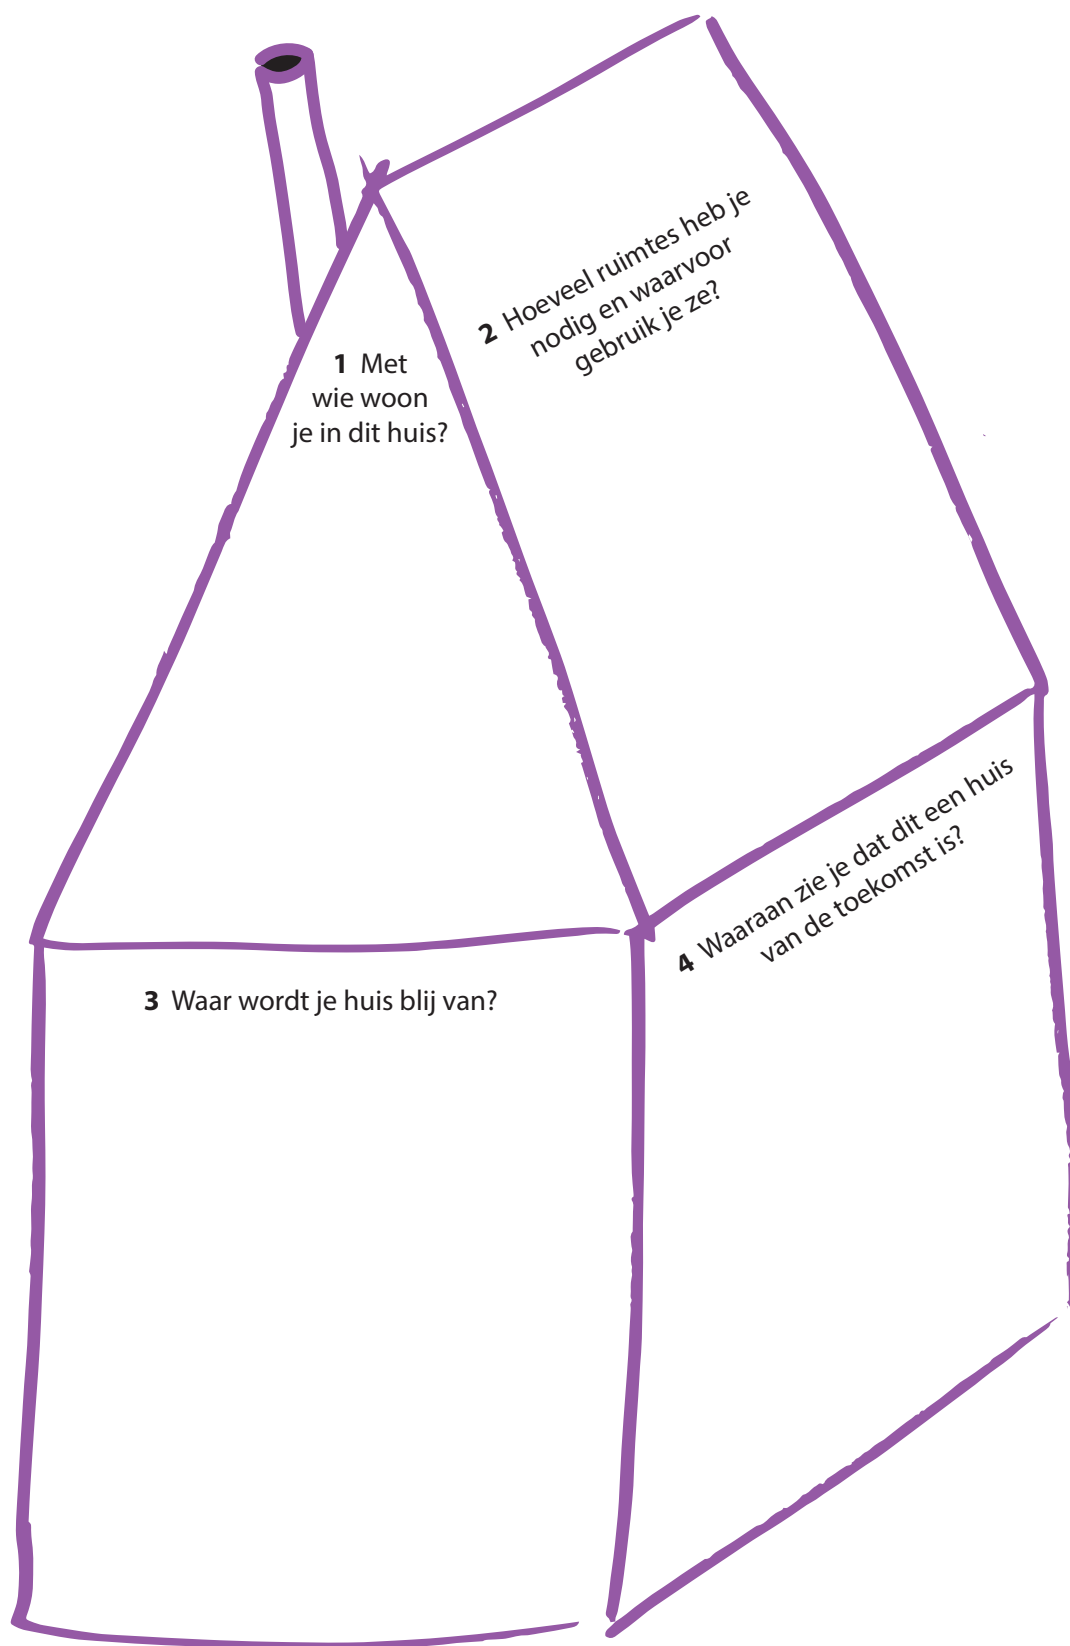 1 Met
wie woon
je in dit huis?
2 Hoeveel ruimtes heb je
nodig en waarvoor
gebruik je ze?
3 Waar wordt je huis blij van?
4 Waaraan zie je dat dit een huis
van de toekomst is?